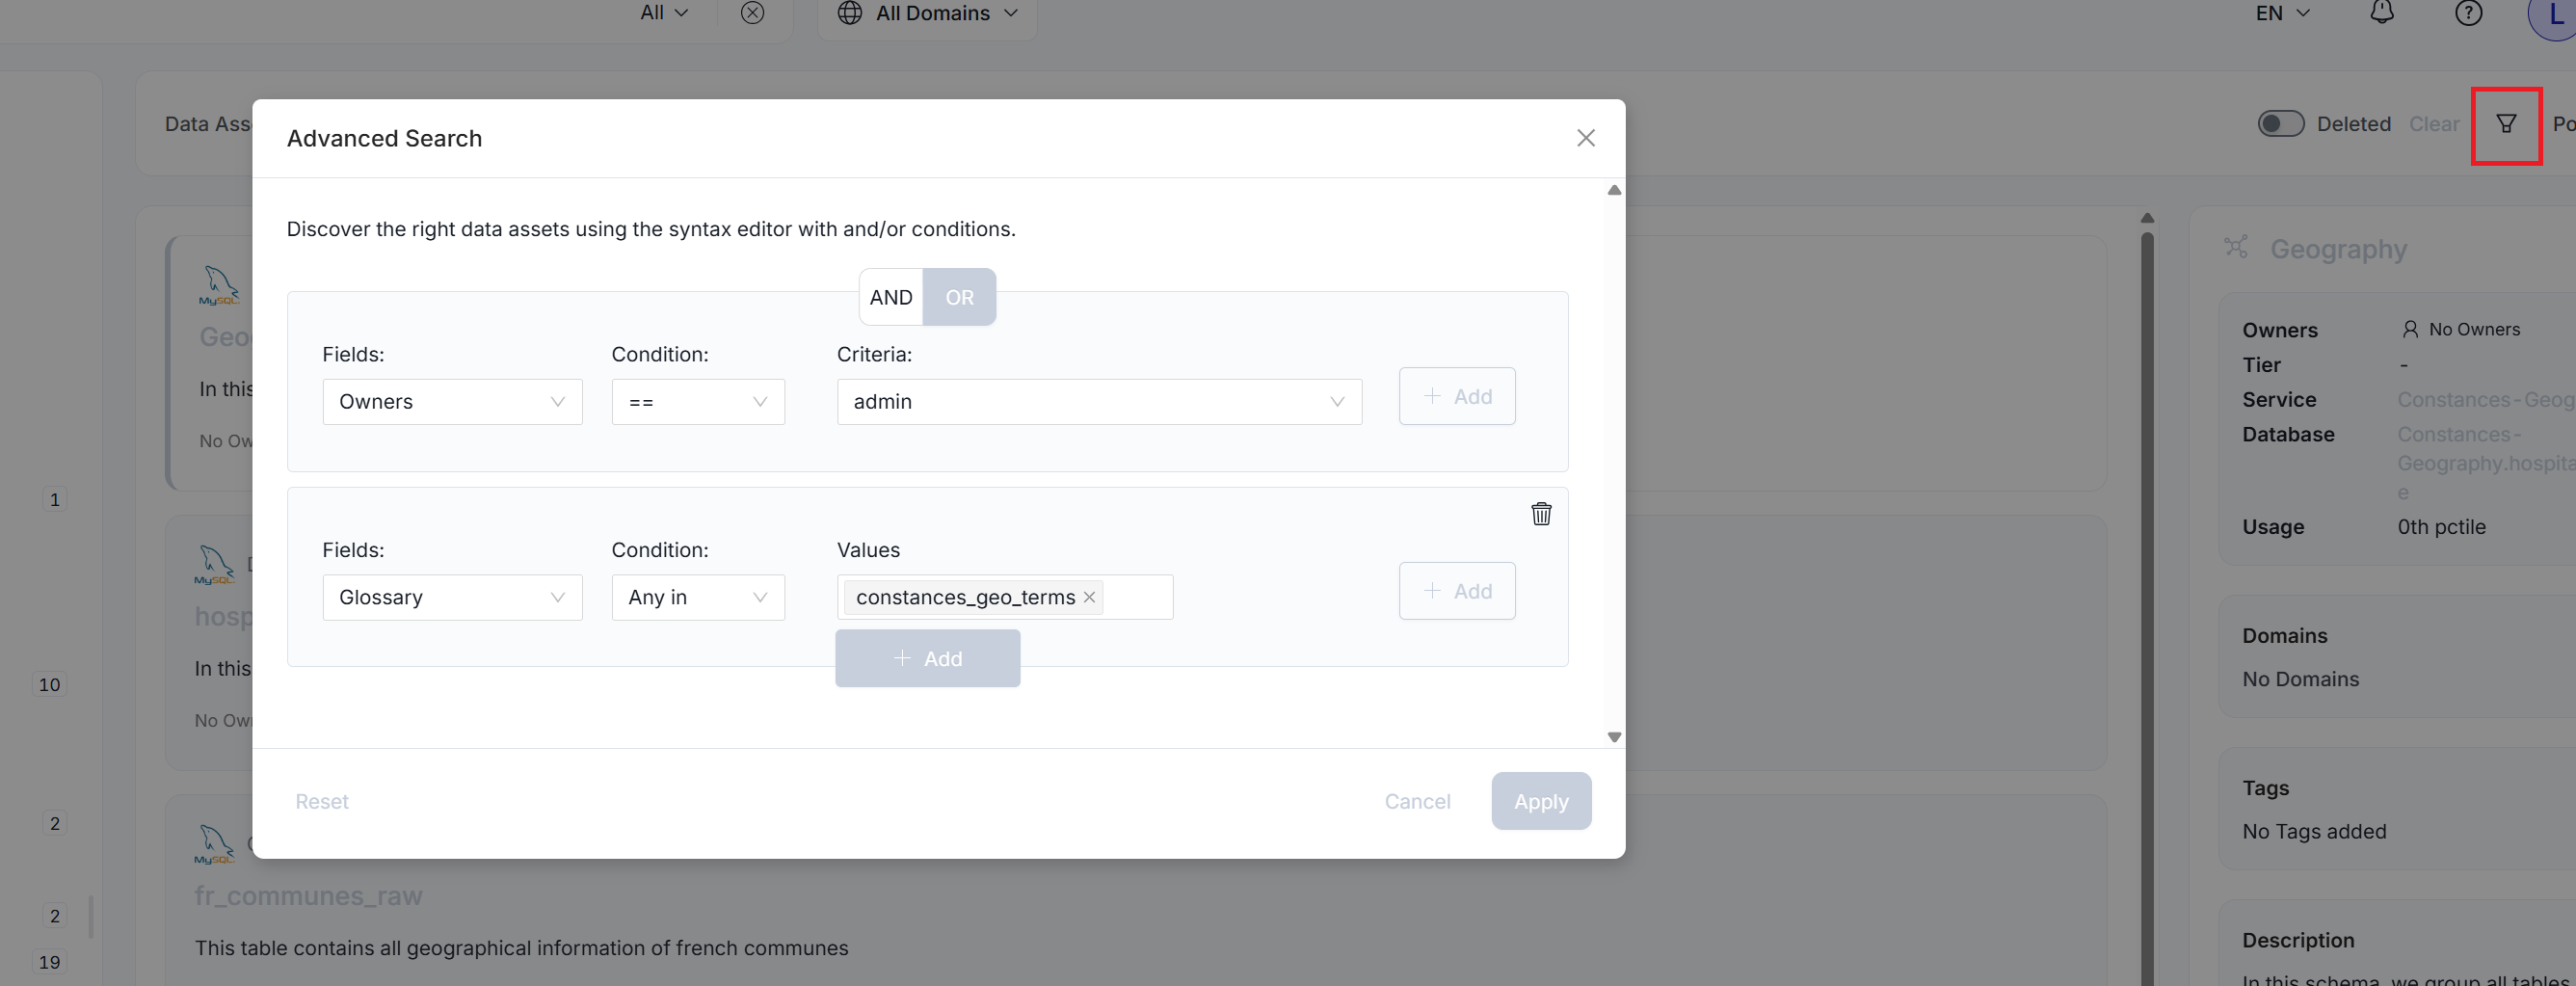 All
All Domains
EN
?
L
Data Ass
Deleted
Clear
Po
Advanced Search
Discover the right data assets using the syntax editor with and/or conditions.
AND OR
Fields:
Condition:
Criteria:
Owners
==
admin
+ Add
Fields:
Condition:
Values
Glossary
Any in
constances_geo_terms
+ Add
+ Add
Reset
Cancel
Apply
1
10
2
2
19
MySQL
Geo
In this
No Ow
MySQL
D
hosp
In this
No Ow
MySQL
fr_communes_raw
This table contains all geographical information of french communes
Geography
Owners
No Owners
Tier
-
Service
Constances-Geog
Database
Constances-
Geography.hospita
e
Usage
0th pctile
Domains
No Domains
Tags
No Tags added
Description
In this schema, we group all tables